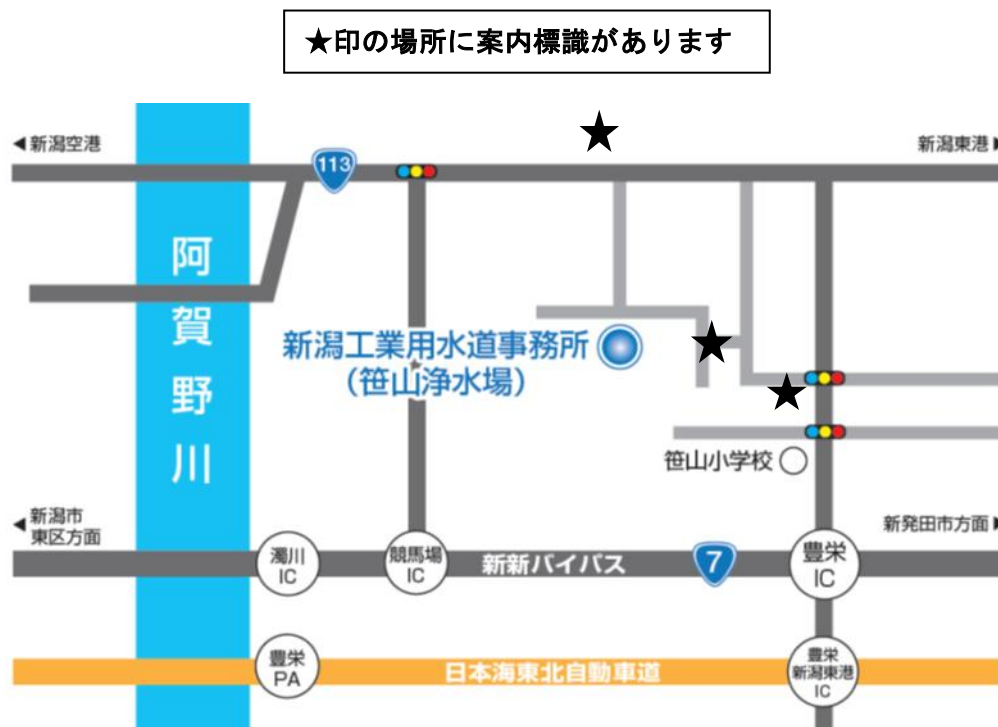 ★印の場所に案内標識があります
◀新潟空港
新潟東港▶
113
阿賀野川
新潟工業用水道事務所
(笹山浄水場)
笹山小学校
◀新潟市
東区方面
新発田市方面▶
濁川
IC
競馬場
IC
新新バイパス
7
豊栄
IC
豊栄
PA
日本海東北自動車道
豊栄
新潟東港
IC